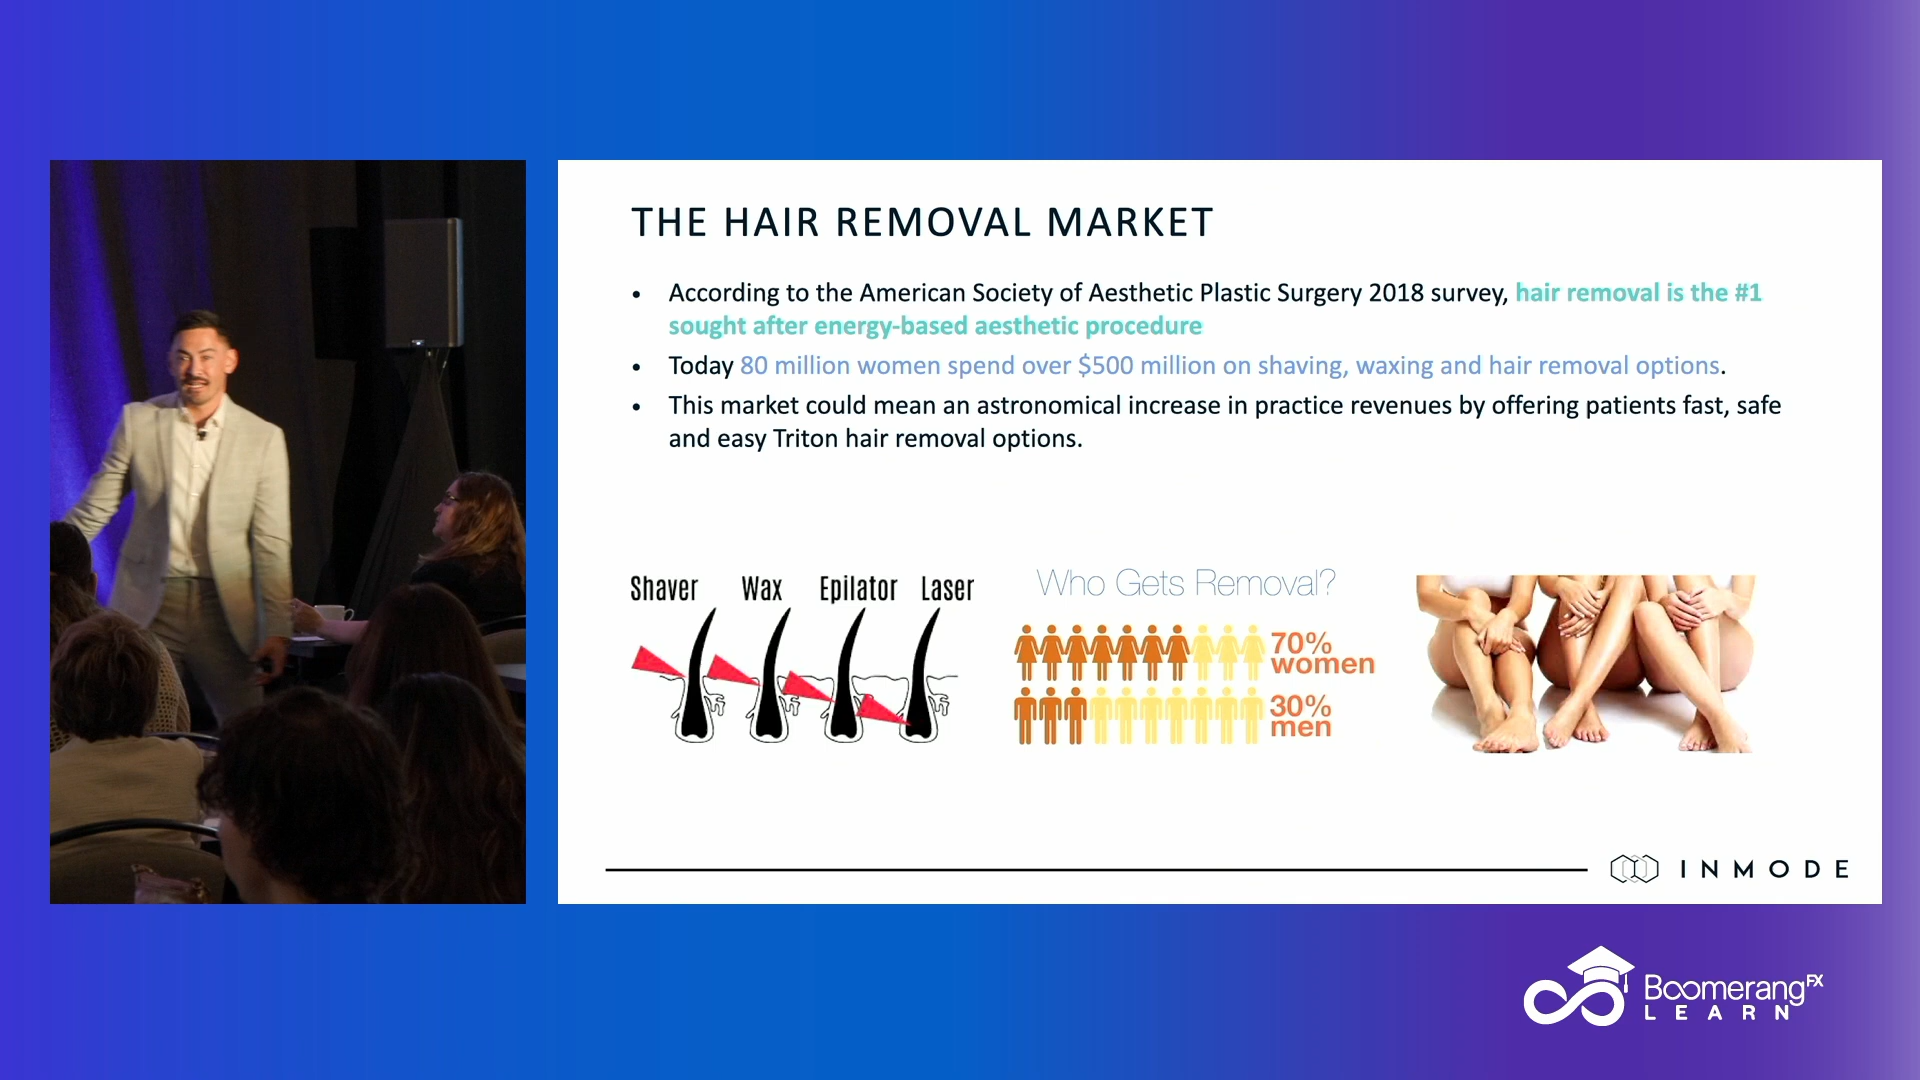 THE HAIR REMOVAL MARKET
• According to the American Society of Aesthetic Plastic Surgery 2018 survey, hair removal is the #1
sought after energy-based aesthetic procedure
• Today 80 million women spend over $500 million on shaving, waxing and hair removal options.
• This market could mean an astronomical increase in practice revenues by offering patients fast, safe
and easy Triton hair removal options.
Shaver Wax Epilator Laser
Who Gets Removal?
70%
women
30%
men
INMODE
BoomerangFX
LEARN